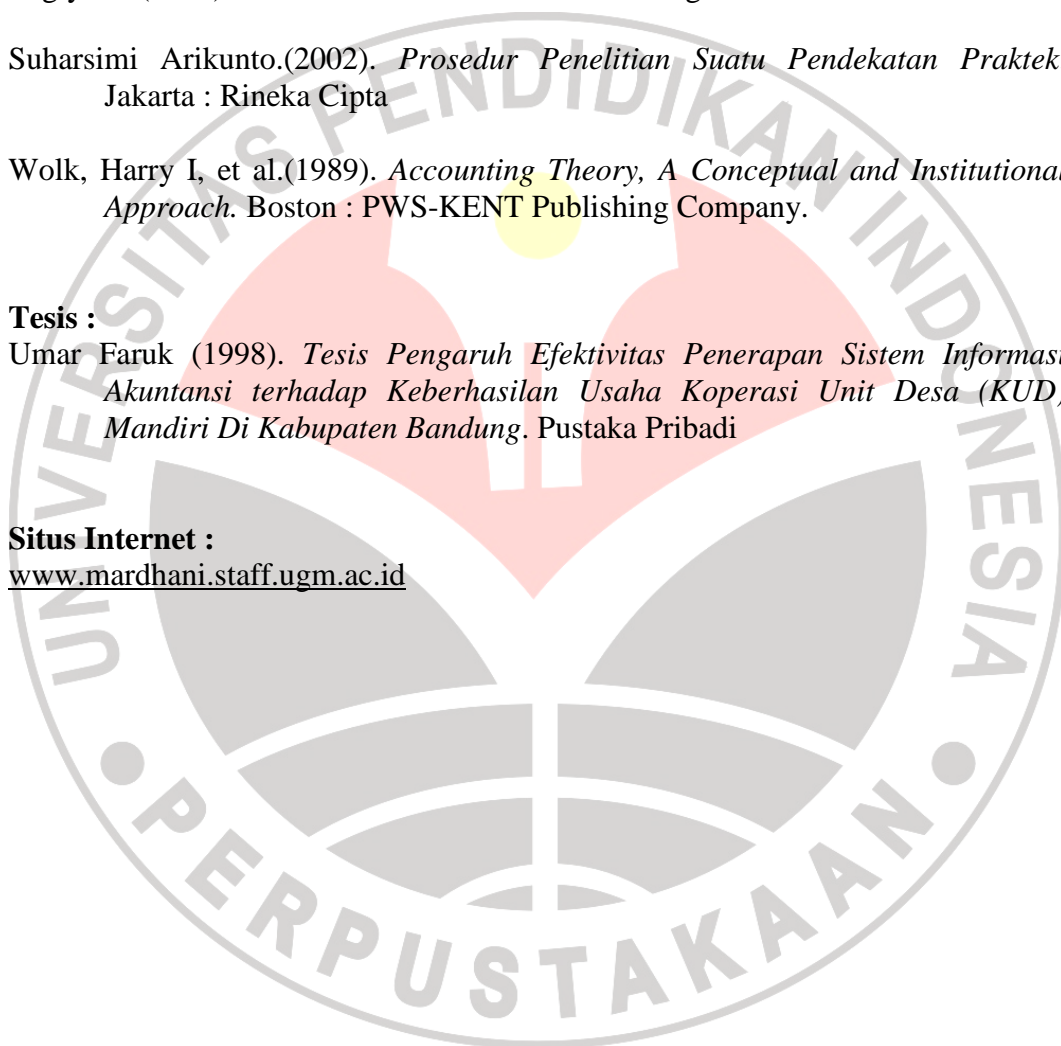 Suharsimi Arikunto.(2002). Prosedur Penelitian Suatu Pendekatan Praktek
Jakarta : Rineka Cipta
Wolk, Harry I, et al.(1989). Accounting Theory, A Conceptual and Institutional
Approach. Boston : PWS-KENT Publishing Company.
Tesis :
Umar Faruk (1998). Tesis Pengaruh Efektivitas Penerapan Sistem Informasi
Akuntansi terhadap Keberhasilan Usaha Koperasi Unit Desa (KUD)
Mandiri Di Kabupaten Bandung. Pustaka Pribadi
Situs Internet :
www.mardhani.staff.ugm.ac.id
UNIVERSITAS PENDIDIKAN INDONESIA
PERPUSTAKAAN